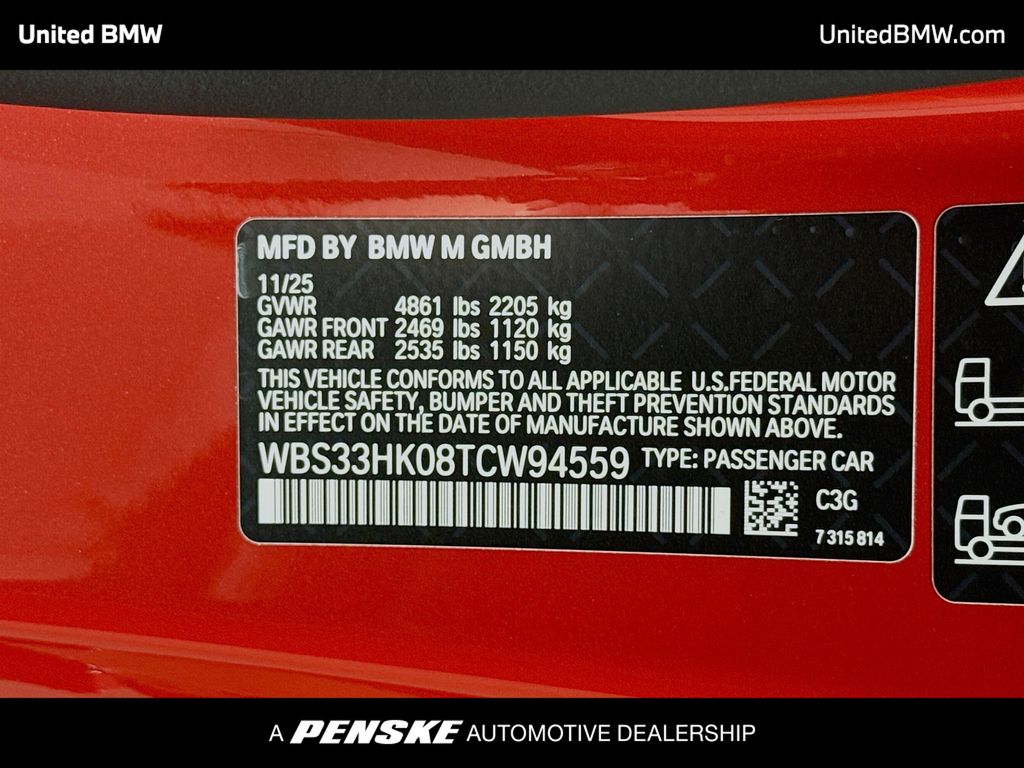 United BMW
UnitedBMW.com
MFD BY BMW M GMBH
11/25
GVWR 4861 lbs 2205 kg
GAWR FRONT 2469 lbs 1120 kg
GAWR REAR 2535 lbs 1150 kg
THIS VEHICLE CONFORMS TO ALL APPLICABLE U.S.FEDERAL MOTOR
VEHICLE SAFETY, BUMPER AND THEFT PREVENTION STANDARDS
IN EFFECT ON THE DATE OF MANUFACTURE SHOWN ABOVE.
WBS33HK08TCW94559 TYPE: PASSENGER CAR
C3G
7 315 814
A PENSKE AUTOMOTIVE DEALERSHIP